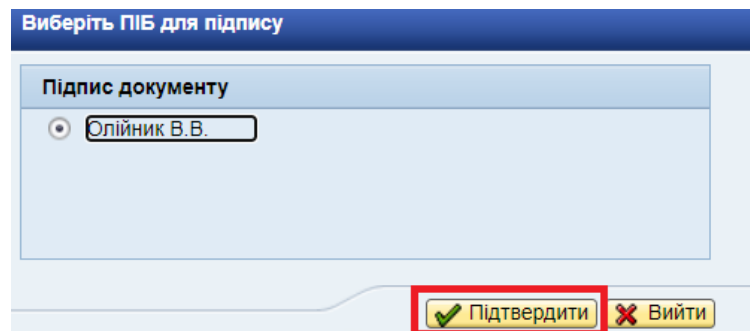 Виберіть ПІБ для підпису
Підпис документу
Олійник В.В.
Підтвердити Вийти